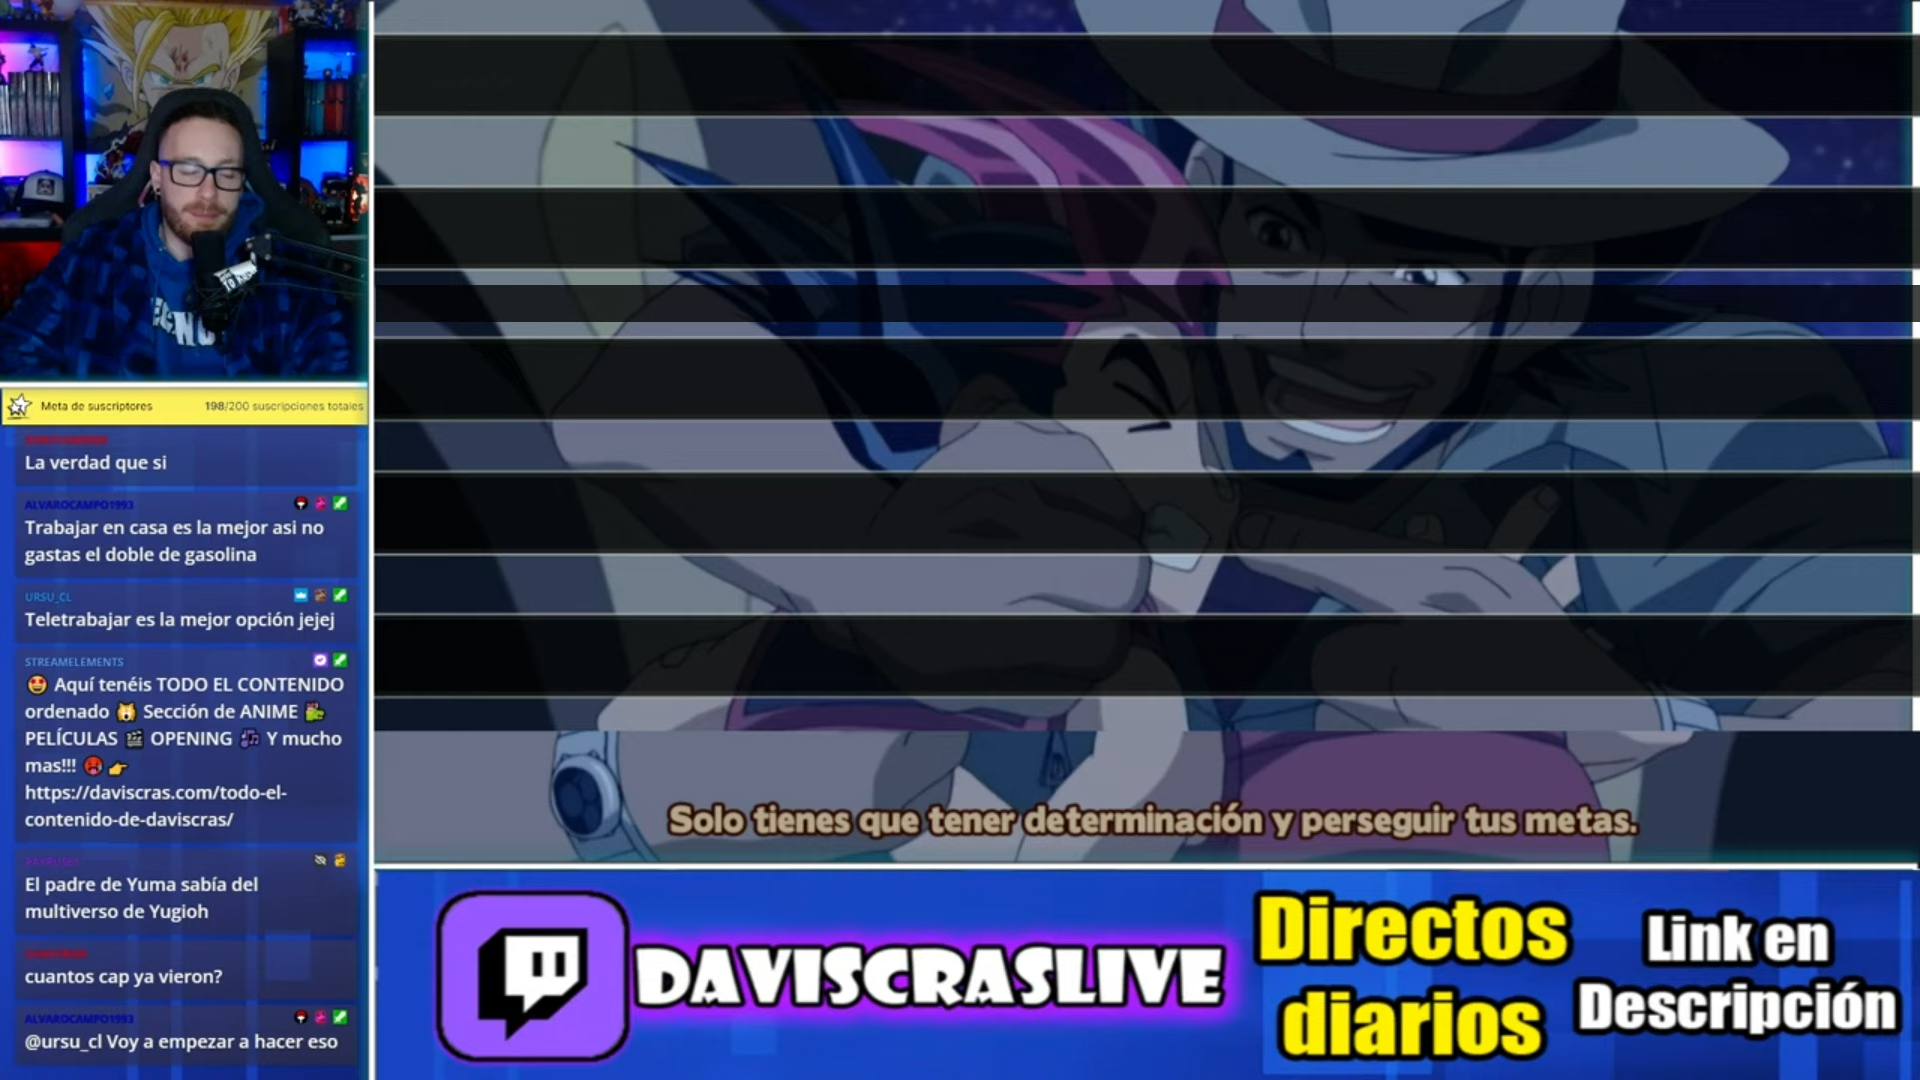 Meta de suscriptores
198/200 suscripciones totales
La verdad que si
ALVAROCAMPO1993
Trabajar en casa es la mejor asi no
gastas el doble de gasolina
URSU_CL
Teletrabajar es la mejor opción jejej
STREAMELEMENTS
🤩 Aquí tenéis TODO EL CONTENIDO
ordenado 🙀 Sección de ANIME 🐲
PELÍCULAS 🎬 OPENING 🎶 Y mucho
mas!!! 🥵 👉
https://daviscras.com/todo-el-
contenido-de-daviscras/
El padre de Yuma sabía del
multiverso de Yugioh
cuantos cap ya vieron?
ALVAROCAMPO1993
@ursu_cl Voy a empezar a hacer eso
Solo tienes que tener determinación y perseguir tus metas.
DAVISCRASLIVE
Directos
diarios
Link en
Descripción